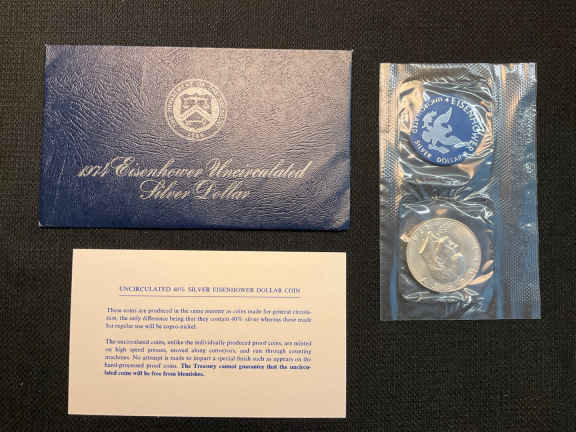 1974 Eisenhower Uncirculated
Silver Dollar
UNCIRCULATED
EISENHOWER
SILVER DOLLAR
UNCIRCULATED 40% SILVER EISENHOWER DOLLAR COIN
These coins are produced in the same manner as coins made for general circula-
tion, the only difference being that they contain 40% silver whereas those made
for regular use will be cupro-nickel.
The uncirculated coins, unlike the individually produced proof coins, are minted
on high speed presses, moved along conveyors, and run through counting
machines. No attempt is made to impart a special finish such as appears on the
hand-processed proof coins. The Treasury cannot guarantee that the uncircu-
lated coins will be free from blemishes.